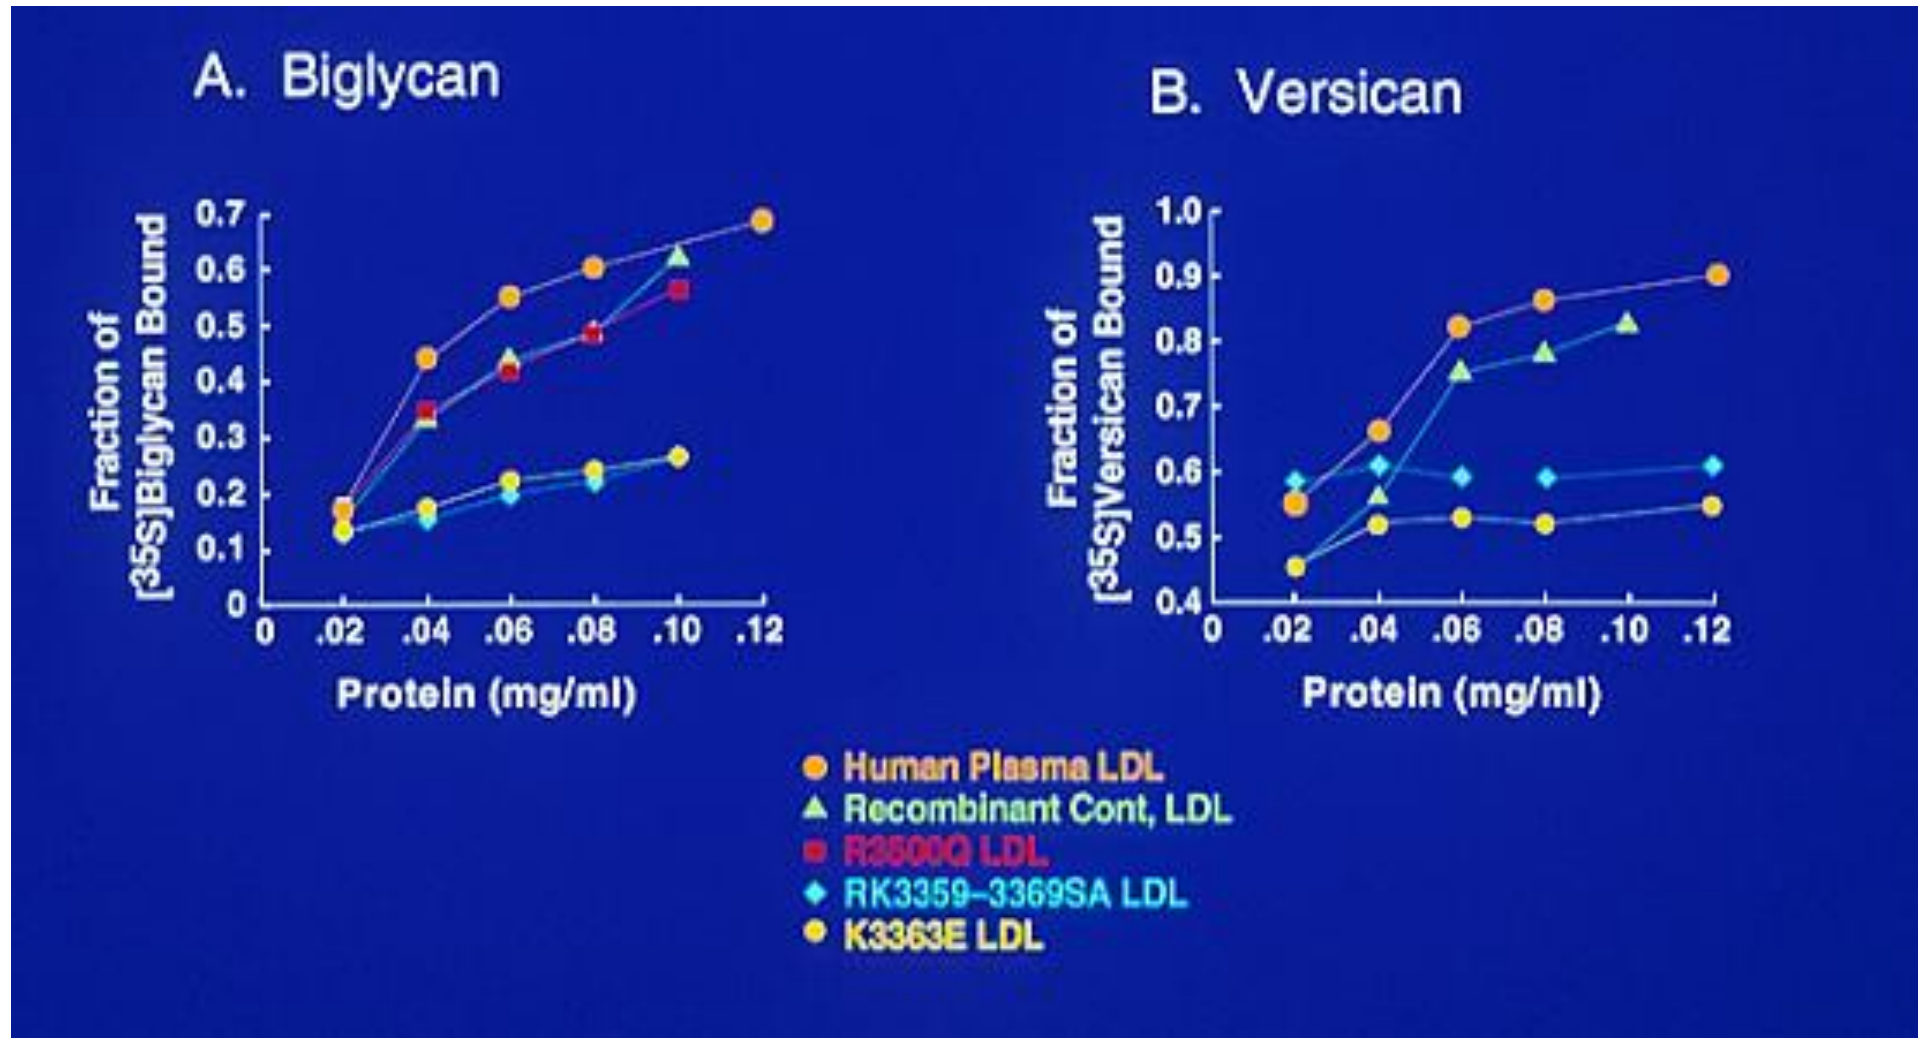 A. Biglycan
Fraction of
[35S]Biglycan Bound
0.7
0.6
0.5
0.4
0.3
0.2
0.1
0
0 .02 .04 .06 .08 .10 .12
Protein (mg/ml)
B. Versican
Fraction of
[35S]Versican Bound
1.0
0.9
0.8
0.7
0.6
0.5
0.4
0 .02 .04 .06 .08 .10 .12
Protein (mg/ml)
Human Plasma LDL
Recombinant Cont, LDL
R3500Q LDL
RK3359–3369SA LDL
K3363E LDL